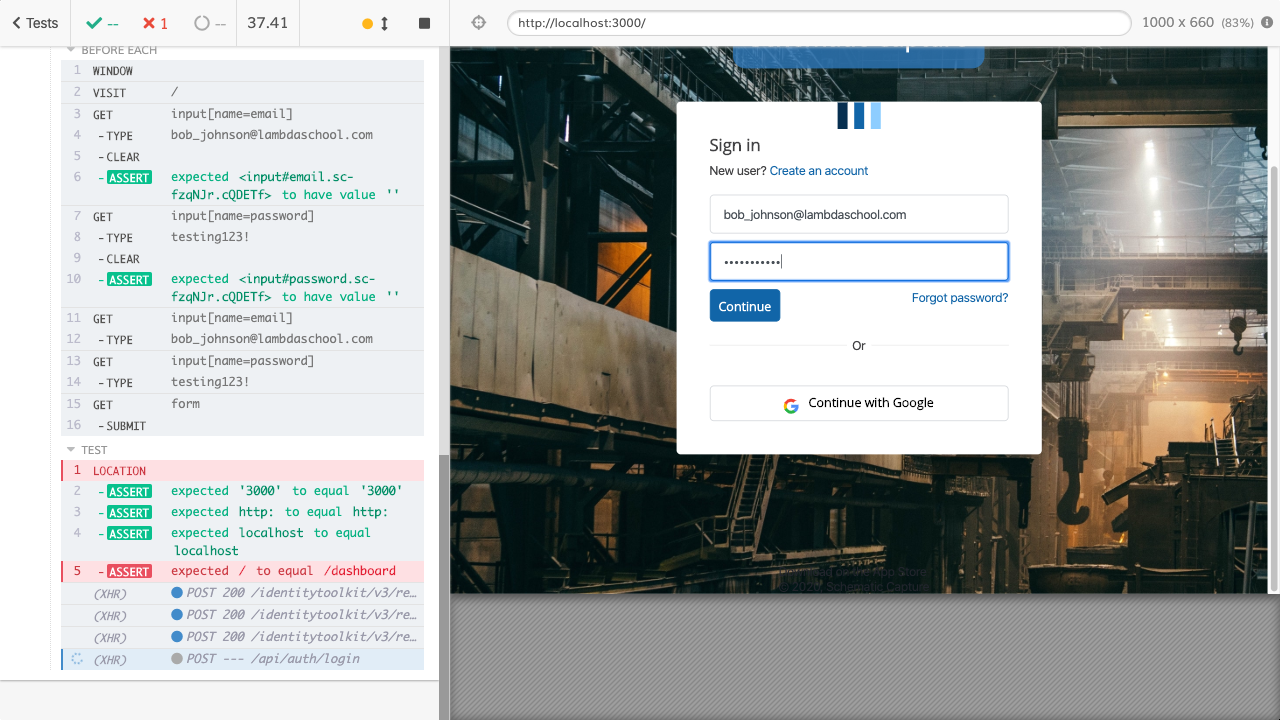 Tests
--
1
--
37.41
http://localhost:3000/
1000 x 660 (83%)
BEFORE EACH
1 WINDOW
2 VISIT /
3 GET input[name=email]
4 -TYPE bob_johnson@lambdaschool.com
5 -CLEAR
6 -ASSERT expected <input#email.sc-
fzqNJr.cQDETf> to have value ''
7 GET input[name=password]
8 -TYPE testing123!
9 -CLEAR
10 -ASSERT expected <input#password.sc-
fzqNJr.cQDETf> to have value ''
11 GET input[name=email]
12 -TYPE bob_johnson@lambdaschool.com
13 GET input[name=password]
14 -TYPE testing123!
15 GET form
16 -SUBMIT
TEST
1 LOCATION
2 -ASSERT expected '3000' to equal '3000'
3 -ASSERT expected http: to equal http:
4 -ASSERT expected localhost to equal
localhost
5 -ASSERT expected / to equal /dashboard
(XHR) POST 200 /identitytoolkit/v3/re…
(XHR) POST 200 /identitytoolkit/v3/re…
(XHR) POST 200 /identitytoolkit/v3/re…
(XHR) POST --- /api/auth/login
Sign in
New user? Create an account
bob_johnson@lambdaschool.com
•••••••••••
Continue
Forgot password?
Or
Continue with Google
Download on the App Store
© 2020, Schematic Capture